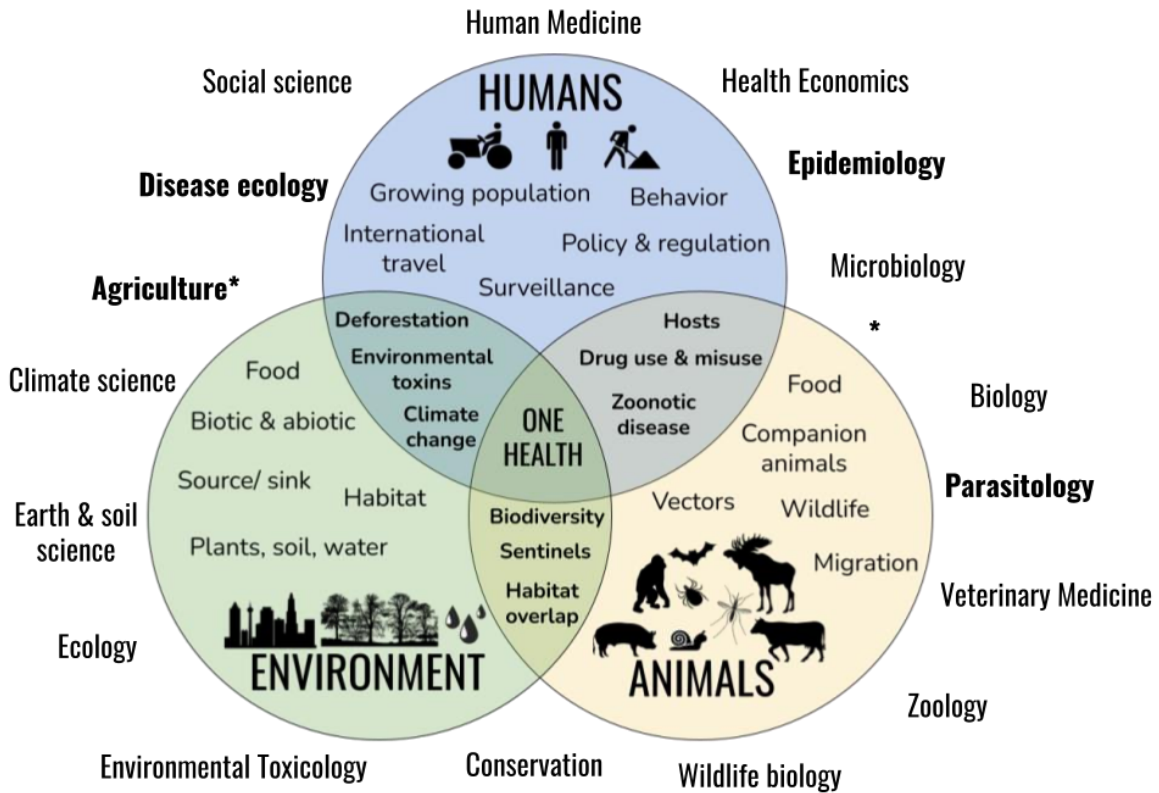 Human Medicine
Social science
Health Economics
HUMANS
Epidemiology
Disease ecology
Growing population
Behavior
International
travel
Policy & regulation
Microbiology
Surveillance
Agriculture*
*
Deforestation
Hosts
Environmental
toxins
Drug use & misuse
Climate science
Food
Food
Biology
Biotic & abiotic
Climate
change
ONE
HEALTH
Zoonotic
disease
Companion
animals
Source/ sink
Habitat
Vectors
Wildlife
Parasitology
Earth & soil
science
Biodiversity
Plants, soil, water
Sentinels
Migration
Habitat
overlap
Veterinary Medicine
Ecology
ENVIRONMENT
ANIMALS
Zoology
Environmental Toxicology
Conservation
Wildlife biology